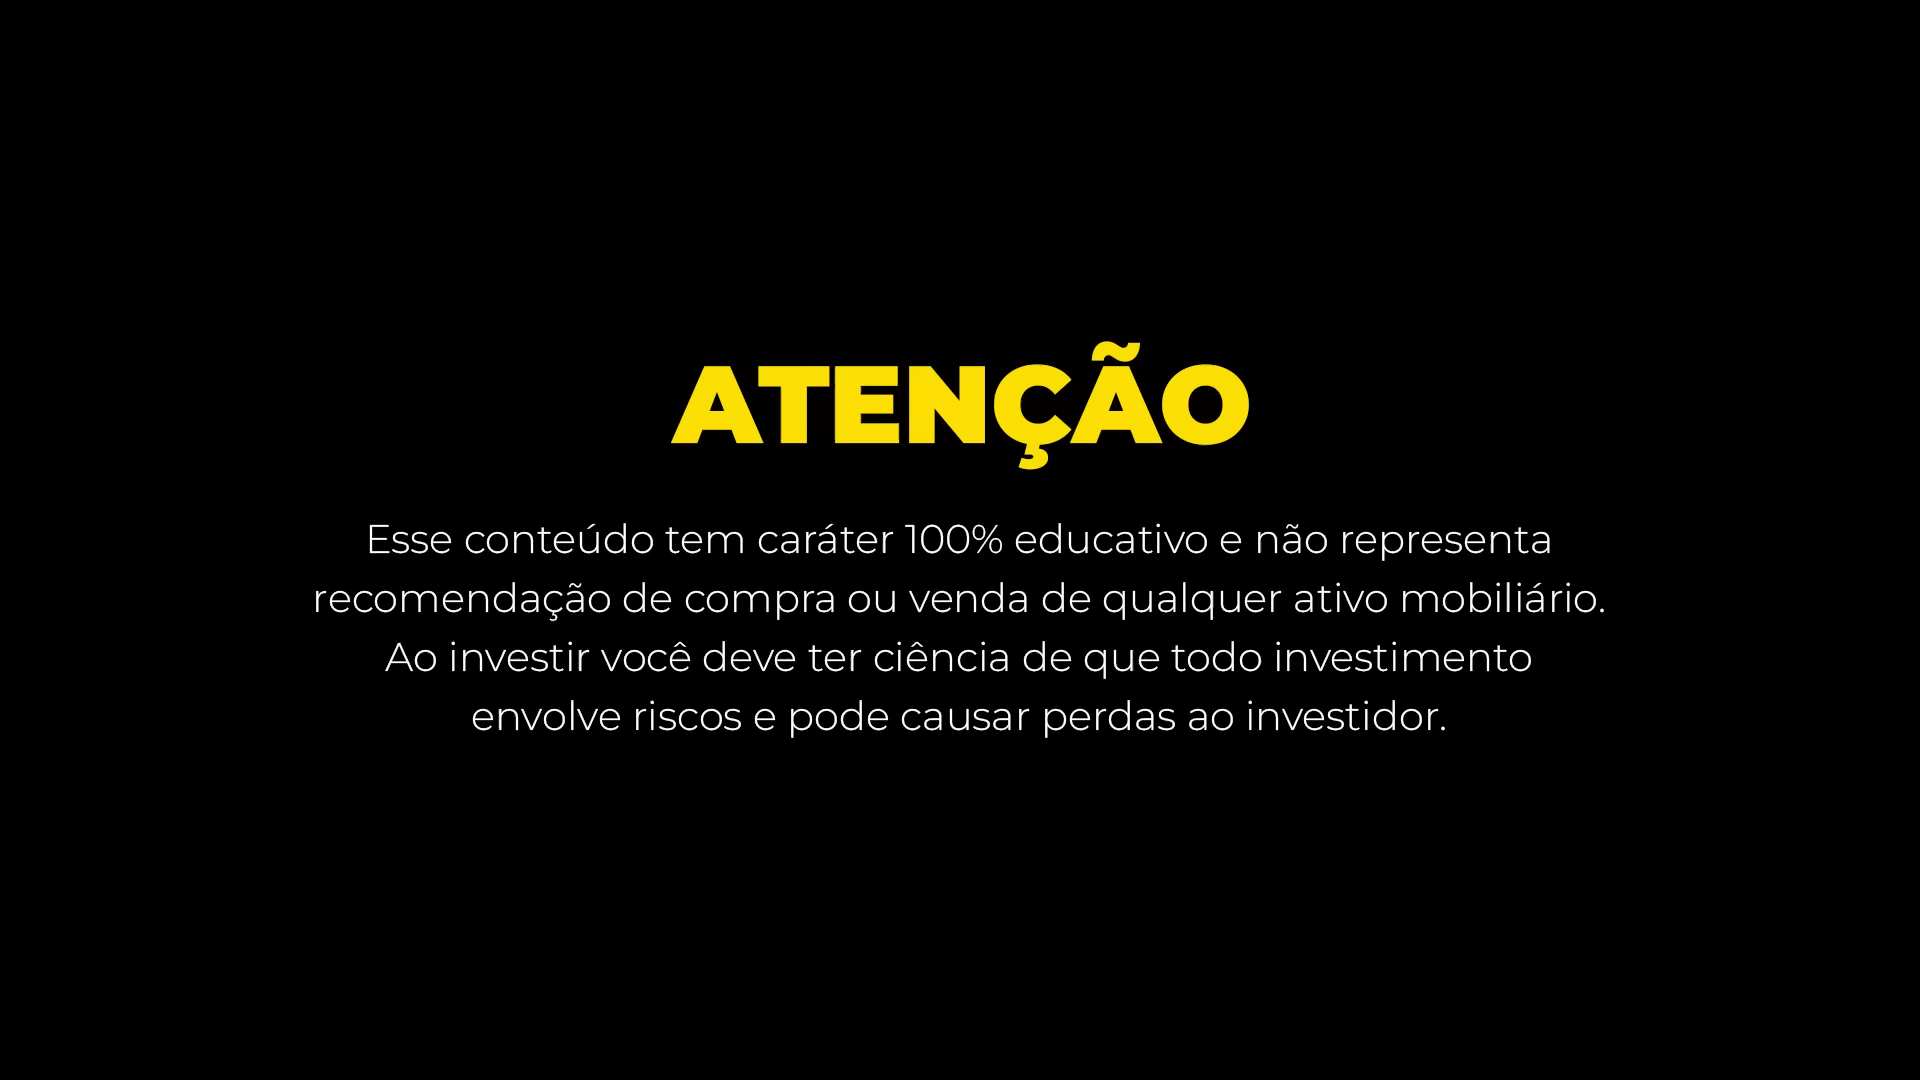 ATENÇÃO
Esse conteúdo tem caráter 100% educativo e não representa
recomendação de compra ou venda de qualquer ativo mobiliário.
Ao investir você deve ter ciência de que todo investimento
envolve riscos e pode causar perdas ao investidor.